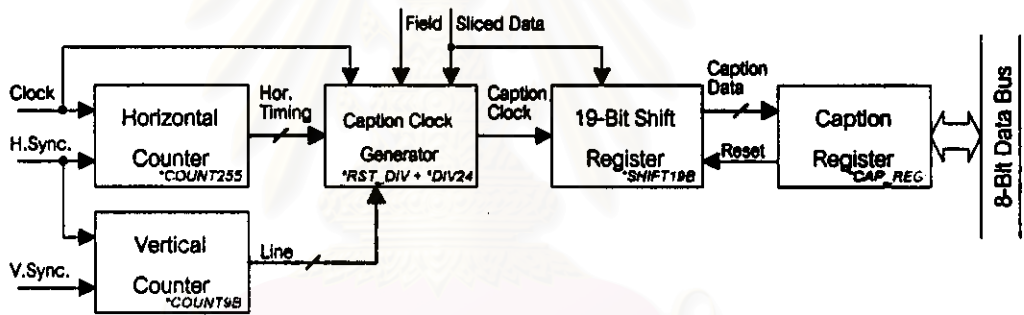 Field
Sliced Data
Clock
H.Sync.
V.Sync.
Horizontal
Counter
*COUNT255
Hor.
Timing
Caption Clock
Generator
*RST_DIV + *DIV24
Caption
Clock
19-Bit Shift
Register
*SHIFT19B
Caption
Data
Reset
Caption
Register
*CAP_REG
8-Bit Data Bus
Vertical
Counter
*COUNT9B
Line